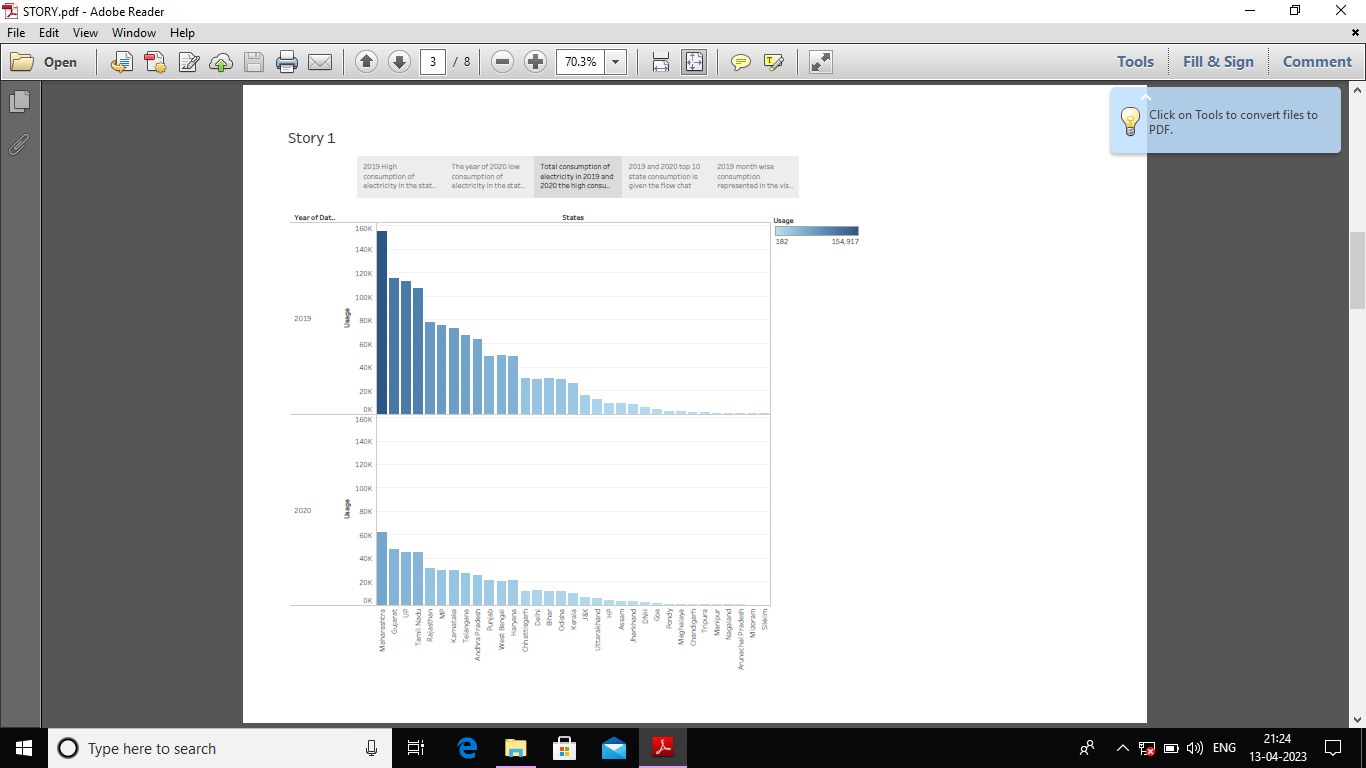 STORY.pdf - Adobe Reader
File Edit View Window Help
Open 3 / 8 70.3% Tools Fill & Sign Comment
Click on Tools to convert files to
PDF.
Story 1
2019 High
consumption of
electricity in the stat..
The year of 2020 low
consumption of
electricity in the stat..
Total consumption of
electricity in 2019 and
2020 the high consu..
2019 and 2020 top 10
state consumption is
given the flow chat
2019 month wise
consumption
represented in the vis..
Year of Dat..
States
Usage
182 154,917
2019
Usage
160K
140K
120K
100K
80K
60K
40K
20K
0K
2020
Usage
160K
140K
120K
100K
80K
60K
40K
20K
0K
Maharashtra
Gujarat
UP
Tamil Nadu
Rajasthan
MP
Karnataka
Telangana
Andhra Pradesh
Punjab
West Bengal
Haryana
Chhattisgarh
Delhi
Bihar
Odisha
Kerala
J&K
Uttarakhand
HP
Assam
Jharkhand
DNH
Goa
Pondy
Meghalaya
Chandigarh
Tripura
Manipur
Nagaland
Arunachal Pradesh
Mizoram
Sikkim
Type here to search
ENG
21:24
13-04-2023